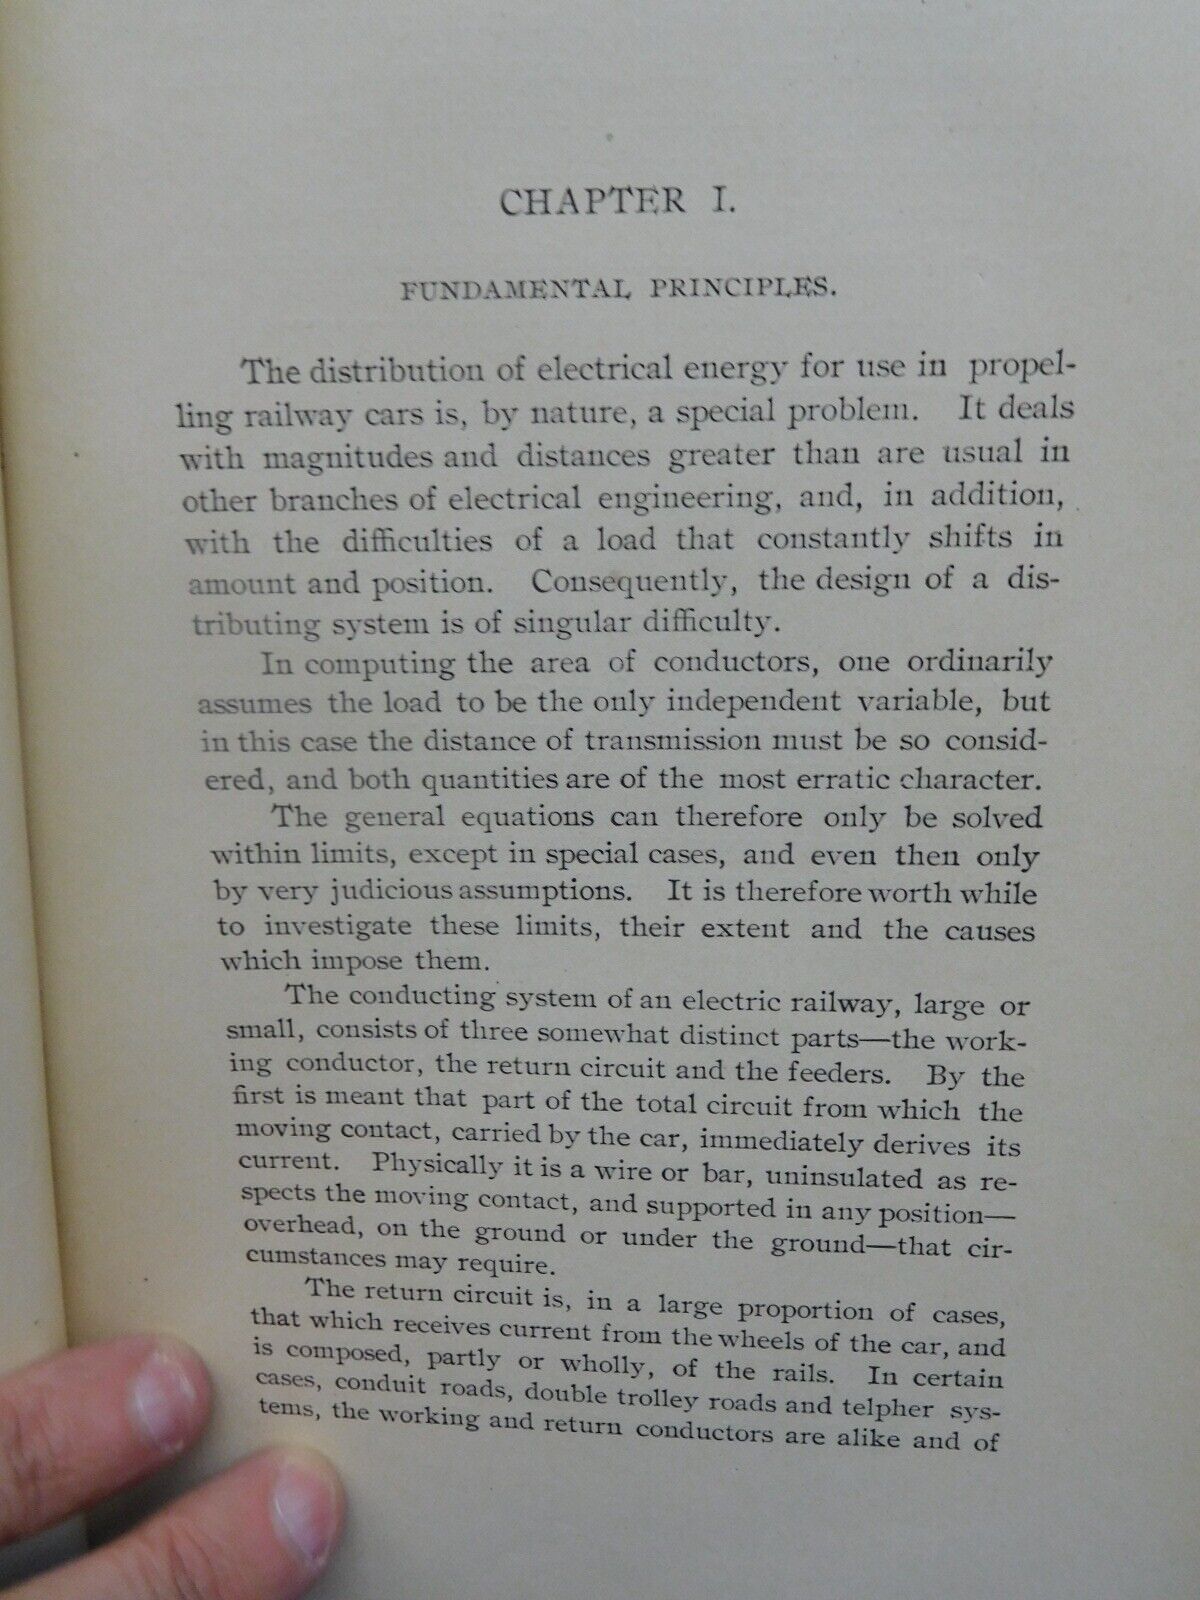 CHAPTER I.
FUNDAMENTAL PRINCIPLES.
The distribution of electrical energy for use in propel-
ling railway cars is, by nature, a special problem. It deals
with magnitudes and distances greater than are usual in
other branches of electrical engineering, and, in addition,
with the difficulties of a load that constantly shifts in
amount and position. Consequently, the design of a dis-
tributing system is of singular difficulty.
In computing the area of conductors, one ordinarily
assumes the load to be the only independent variable, but
in this case the distance of transmission must be so consid-
ered, and both quantities are of the most erratic character.
The general equations can therefore only be solved
within limits, except in special cases, and even then only
by very judicious assumptions. It is therefore worth while
to investigate these limits, their extent and the causes
which impose them.
The conducting system of an electric railway, large or
small, consists of three somewhat distinct parts—the work-
ing conductor, the return circuit and the feeders. By the
first is meant that part of the total circuit from which the
moving contact, carried by the car, immediately derives its
current. Physically it is a wire or bar, uninsulated as re-
spects the moving contact, and supported in any position—
overhead, on the ground or under the ground—that cir-
cumstances may require.
The return circuit is, in a large proportion of cases,
that which receives current from the wheels of the car, and
is composed, partly or wholly, of the rails. In certain
cases, conduit roads, double trolley roads and telpher sys-
tems, the working and return conductors are alike and of